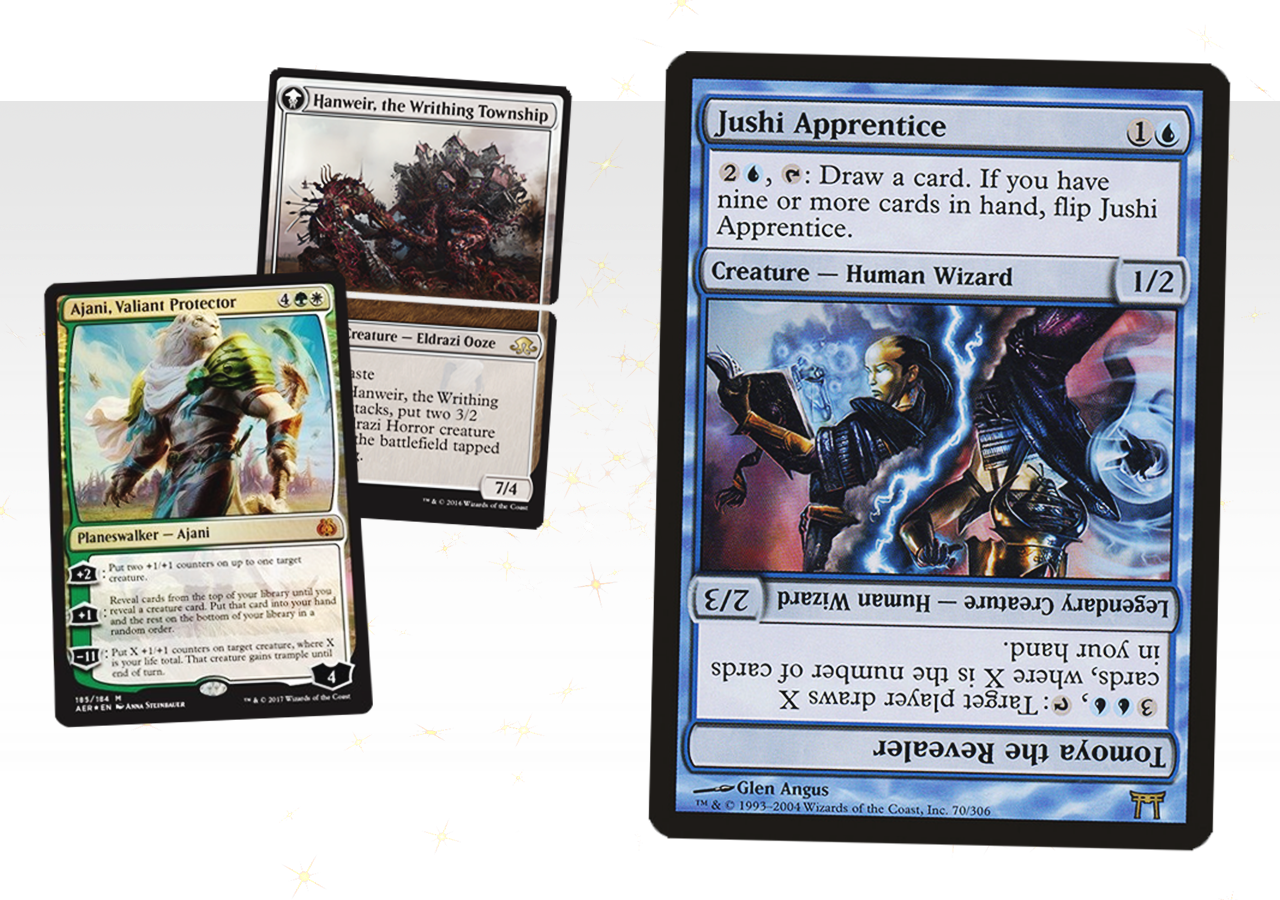 Hanweir, the Writhing Township
Creature — Eldrazi Ooze
Hanweir, the Writhing
put two 3/2
Horror creature
the battlefield tapped
7/4
™ & © 2016 Wizards of the Coast
Ajani, Valiant Protector 4
Planeswalker — Ajani
+2: Put two +1/+1 counters on up to one target
creature.
Reveal cards from the top of your library until you
+1: reveal a creature card. Put that card into your hand
and the rest on the bottom of your library in a
random order.
−11: Put X +1/+1 counters on target creature, where X
is your life total. That creature gains trample until
end of turn.
4
185/184 M
AER ★ EN Anna Steinbauer
™ & © 2017 Wizards of the Coast
Jushi Apprentice 1
2, : Draw a card. If you have
nine or more cards in hand, flip Jushi
Apprentice.
Creature — Human Wizard 1/2
Tomoya the Revealer
3, : Target player draws X
cards, where X is the number of cards
in your hand.
Legendary Creature — Human Wizard 2/3
Glen Angus
™ & © 1993–2004 Wizards of the Coast, Inc. 70/306